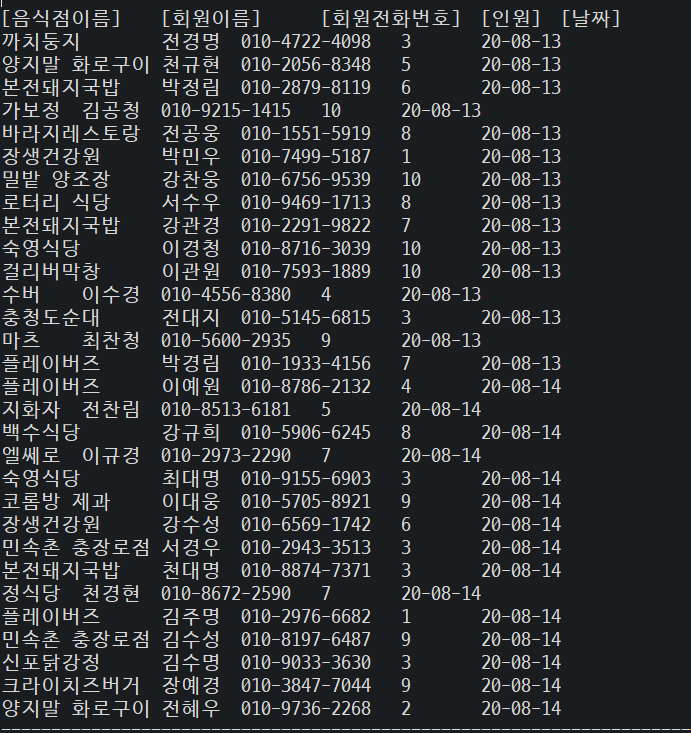 [음식점이름] [회원이름] [회원전화번호] [인원] [날짜]
까치둥지 전경명 010-4722-4098 3 20-08-13
양지말 화로구이 천규현 010-2056-8348 5 20-08-13
본전돼지국밥 박정림 010-2879-8119 6 20-08-13
가보정 김공청 010-9215-1415 10 20-08-13
바라지레스토랑 전공웅 010-1551-5919 8 20-08-13
장생건강원 박민우 010-7499-5187 1 20-08-13
밀밭 양조장 강찬웅 010-6756-9539 10 20-08-13
로터리 식당 서수우 010-9469-1713 8 20-08-13
본전돼지국밥 강관경 010-2291-9822 7 20-08-13
숙영식당 이경청 010-8716-3039 10 20-08-13
걸리버막창 이관원 010-7593-1889 10 20-08-13
수버 이수경 010-4556-8380 4 20-08-13
충청도순대 전대지 010-5145-6815 3 20-08-13
마츠 최찬청 010-5600-2935 9 20-08-13
플레이버즈 박경림 010-1933-4156 7 20-08-13
플레이버즈 이예원 010-8786-2132 4 20-08-14
지화자 전찬림 010-8513-6181 5 20-08-14
백수식당 강규희 010-5906-6245 8 20-08-14
엘쎄로 이규경 010-2973-2290 7 20-08-14
숙영식당 최대명 010-9155-6903 3 20-08-14
코롬방 제과 이대웅 010-5705-8921 9 20-08-14
장생건강원 강수성 010-6569-1742 6 20-08-14
민속촌 충장로점 서경우 010-2943-3513 3 20-08-14
본전돼지국밥 천대명 010-8874-7371 3 20-08-14
정식당 천경현 010-8672-2590 7 20-08-14
플레이버즈 김주명 010-2976-6682 1 20-08-14
민속촌 충장로점 김수성 010-8197-6487 9 20-08-14
신포닭강정 김수명 010-9033-3630 3 20-08-14
크라이치즈버거 장예경 010-3847-7044 9 20-08-14
양지말 화로구이 전혜우 010-9736-2268 2 20-08-14